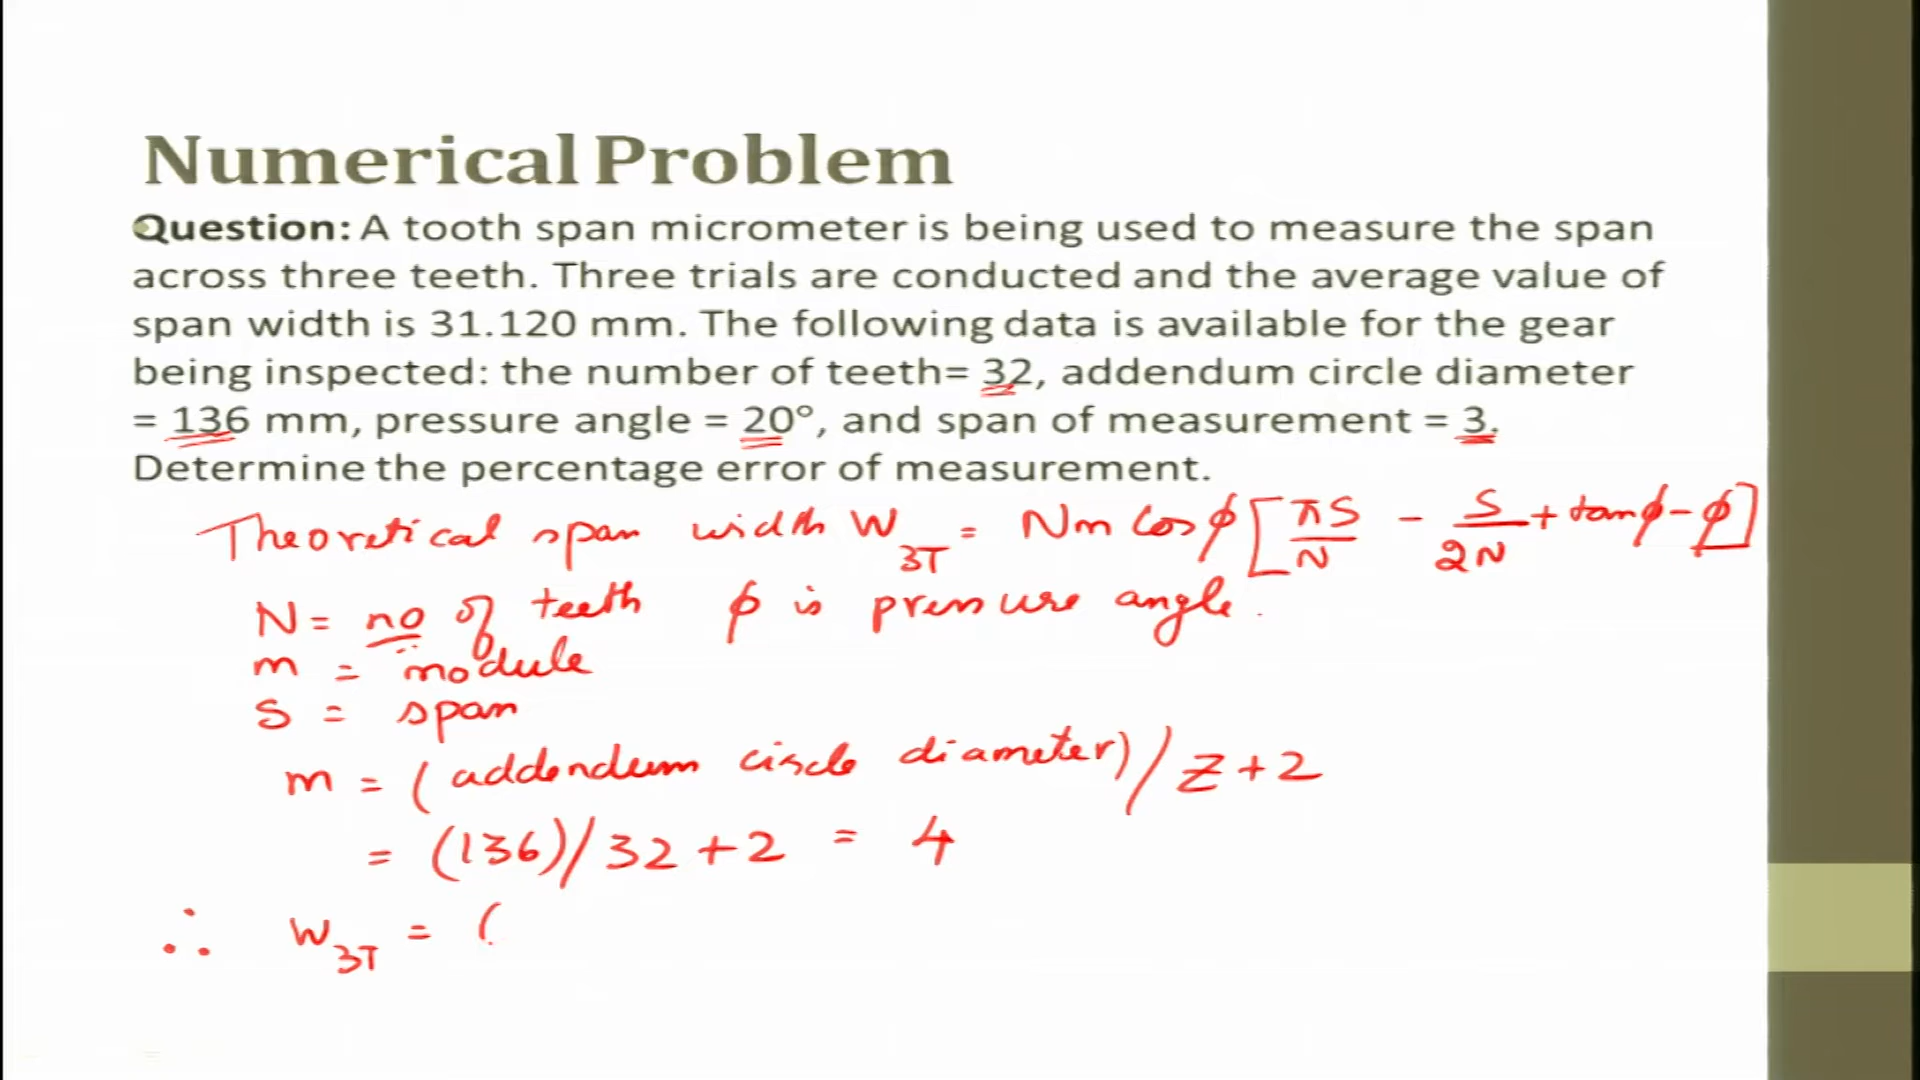 Numerical Problem
Question: A tooth span micrometer is being used to measure the span
across three teeth. Three trials are conducted and the average value of
span width is 31.120 mm. The following data is available for the gear
being inspected: the number of teeth= 32, addendum circle diameter
= 136 mm, pressure angle = 20°, and span of measurement = 3.
Determine the percentage error of measurement.
Theoretical span width W_3T = Nm Cos φ [πS/N - S/2N + tanφ - φ]
N = no of teeth φ is pressure angle.
m = module
S = span
m = (addendum circle diameter) / Z + 2
= (136) / 32 + 2 = 4
∴ W_3T = (